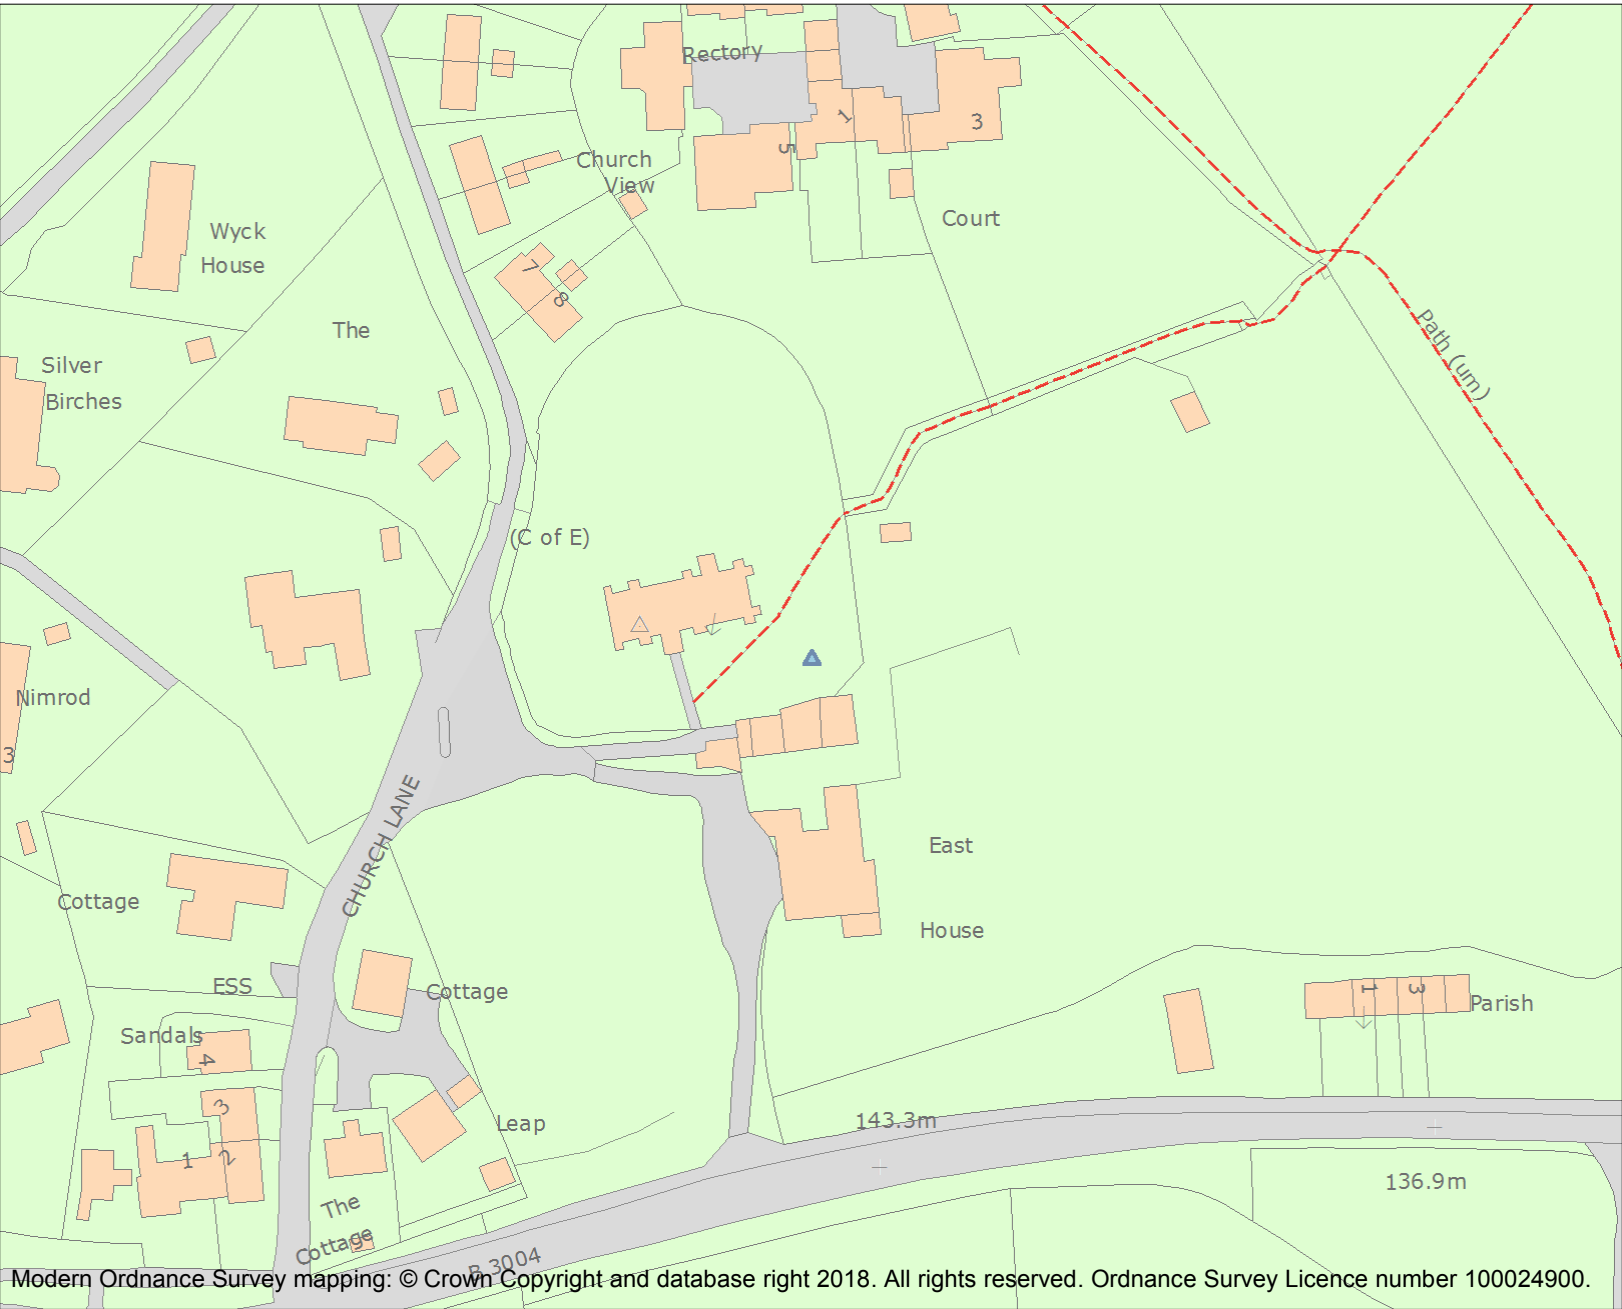 Rectory
1
3
5
Church
View
Court
Wyck
House
7
8
The
Silver
Birches
Path (um)
(C of E)
Nimrod
3
CHURCH LANE
East
House
Cottage
ESS
Cottage
1
3
Parish
Sandals
4
3
1
2
Leap
143.3m
136.9m
The
Cottage
B 3004
Modern Ordnance Survey mapping: © Crown Copyright and database right 2018. All rights reserved. Ordnance Survey Licence number 100024900.